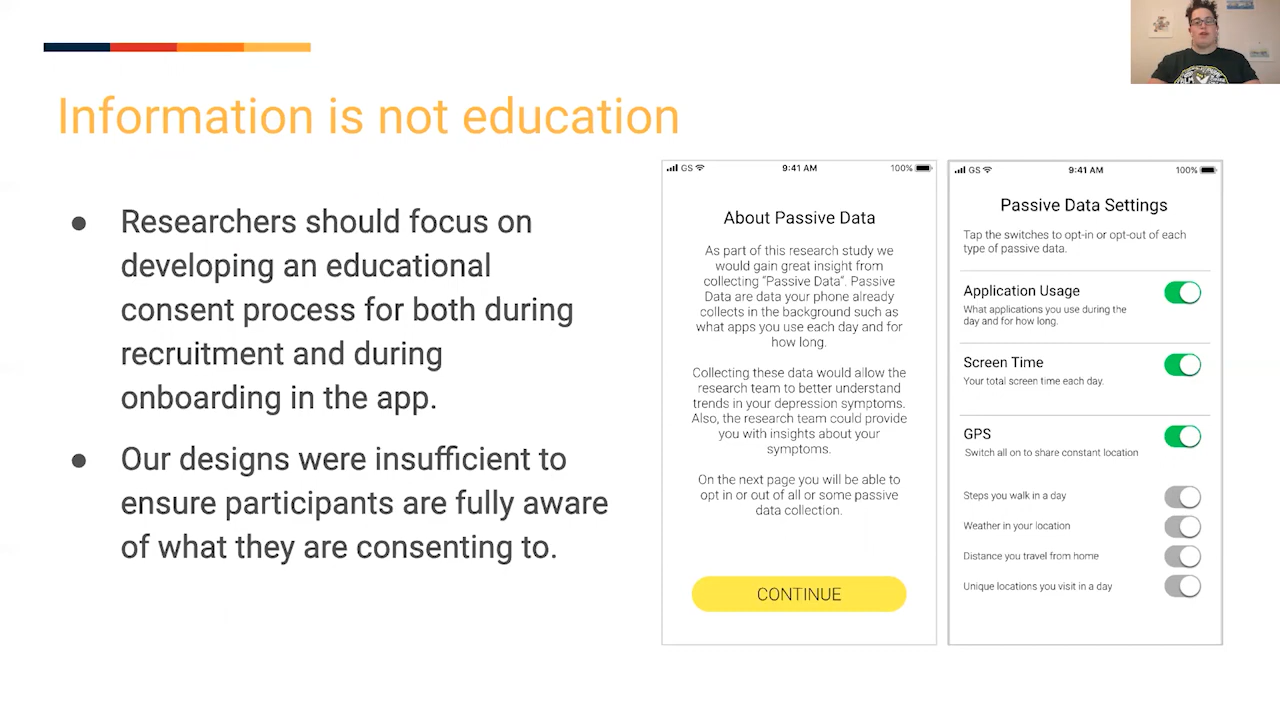 Information is not education
● Researchers should focus on
developing an educational
consent process for both during
recruitment and during
onboarding in the app.
● Our designs were insufficient to
ensure participants are fully aware
of what they are consenting to.
GS 9:41 AM 100%
About Passive Data
As part of this research study we
would gain great insight from
collecting “Passive Data”. Passive
Data are data your phone already
collects in the background such as
what apps you use each day and for
how long.
Collecting these data would allow the
research team to better understand
trends in your depression symptoms.
Also, the research team could provide
you with insights about your
symptoms.
On the next page you will be able to
opt in or out of all or some passive
data collection.
CONTINUE
GS 9:41 AM 100%
Passive Data Settings
Tap the switches to opt-in or opt-out of each
type of passive data.
Application Usage
What applications you use during the
day and for how long.
Screen Time
Your total screen time each day.
GPS
Switch all on to share constant location
Steps you walk in a day
Weather in your location
Distance you travel from home
Unique locations you visit in a day